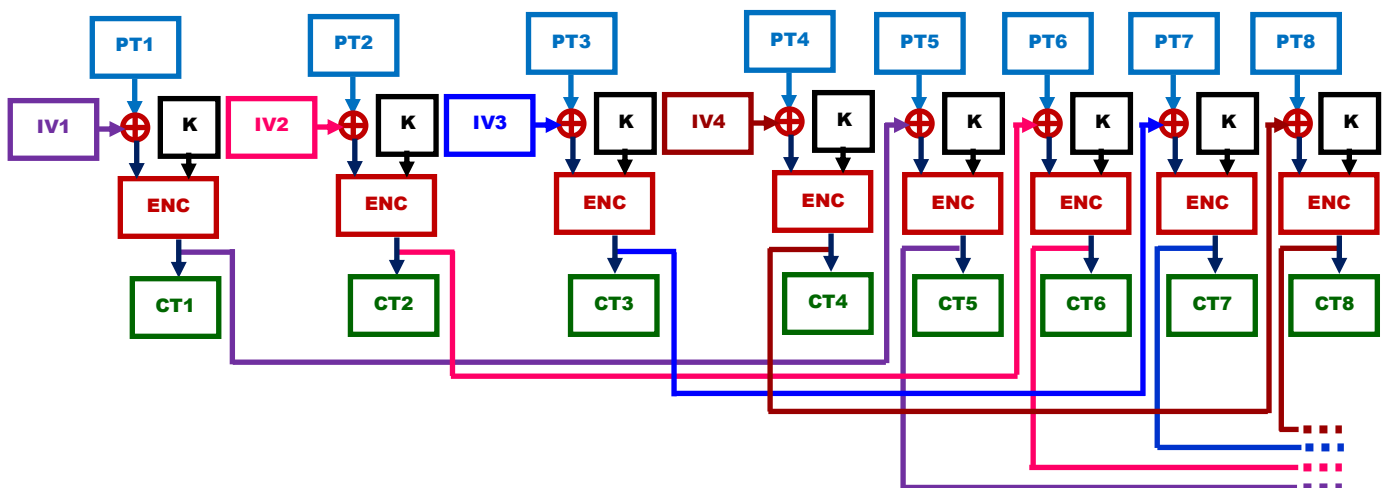 PT1 PT2 PT3 PT4 PT5 PT6 PT7 PT8
IV1 K IV2 K IV3 K IV4 K K K K K
ENC ENC ENC ENC ENC ENC ENC ENC
CT1 CT2 CT3 CT4 CT5 CT6 CT7 CT8